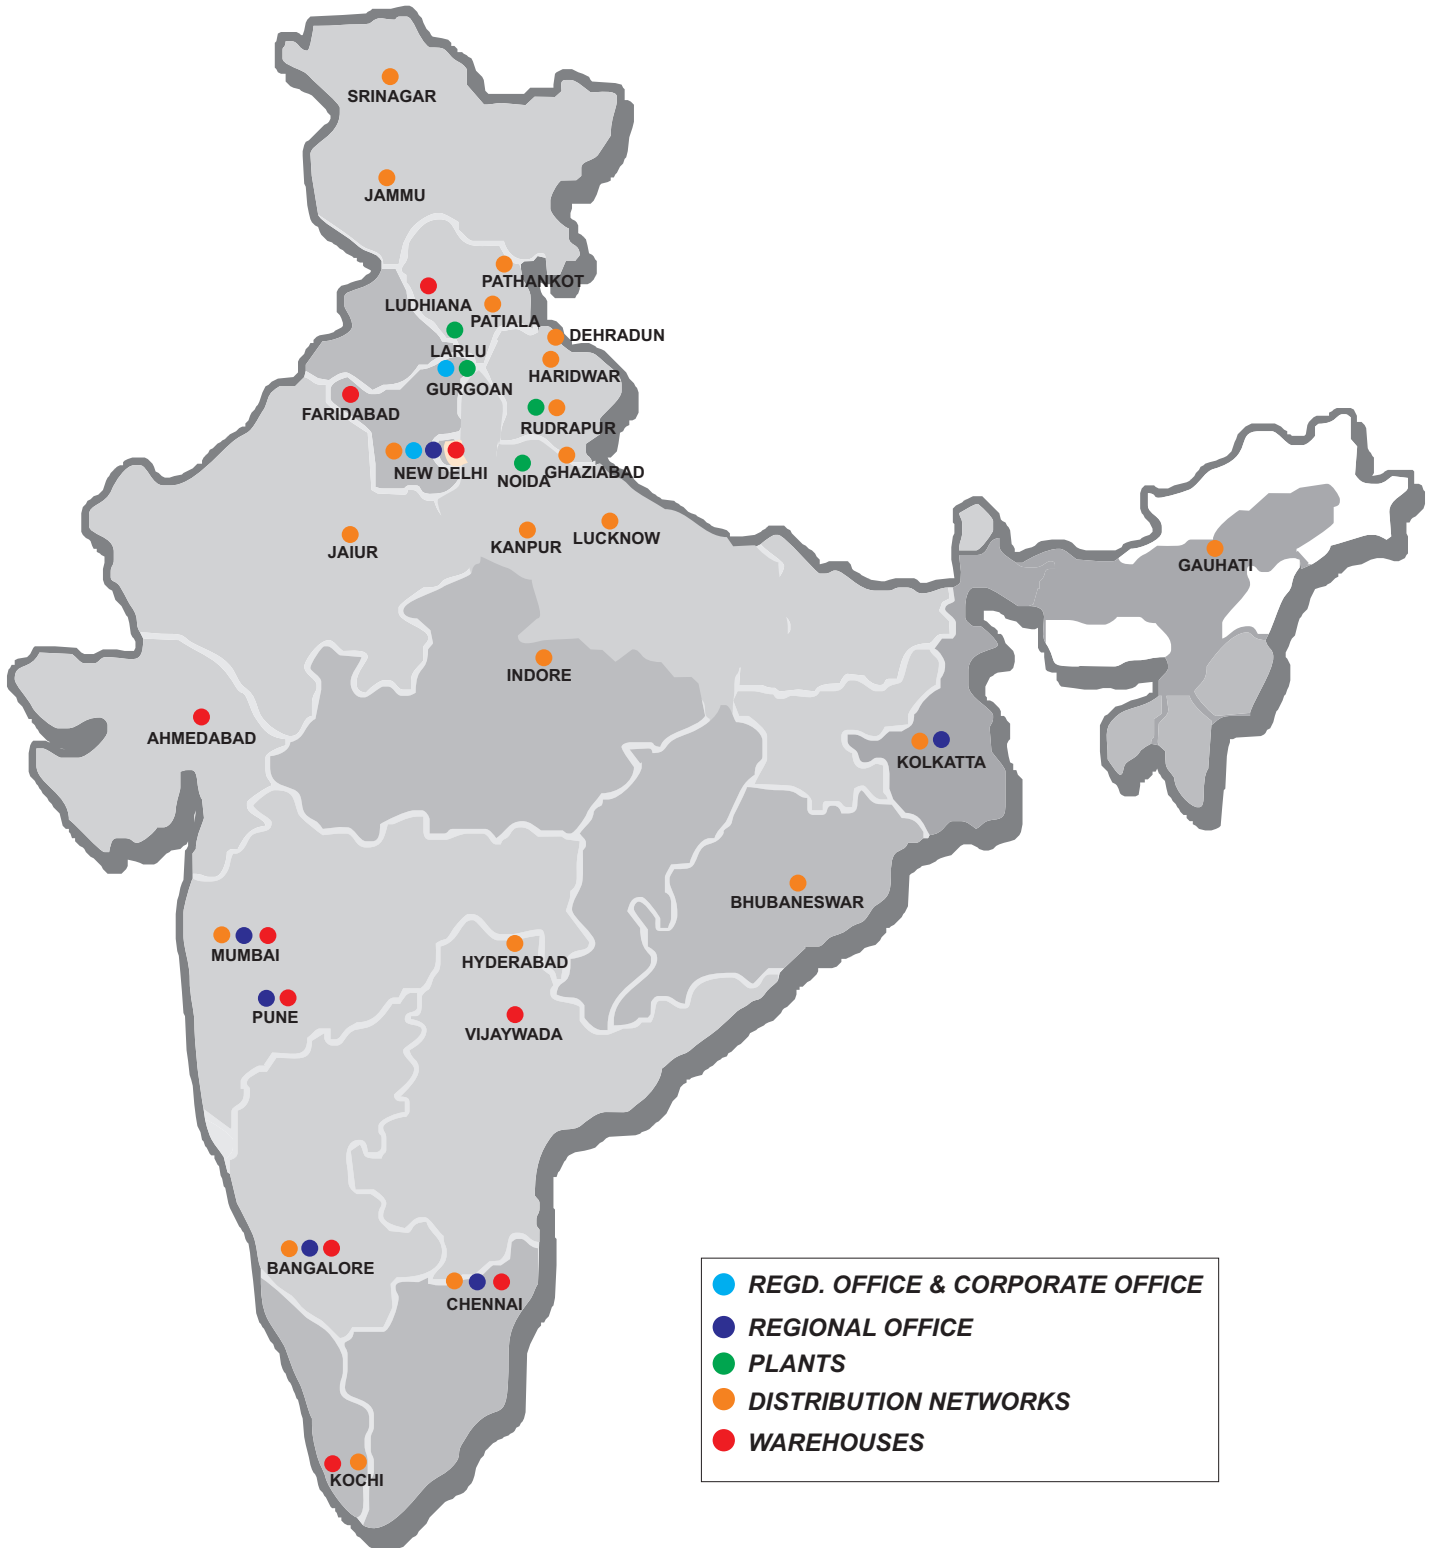 SRINAGAR
JAMMU
PATHANKOT
LUDHIANA
PATIALA
DEHRADUN
LARLU
HARIDWAR
GURGOAN
FARIDABAD
RUDRAPUR
NEW DELHI
NOIDA
GHAZIABAD
JAIUR
KANPUR
LUCKNOW
GAUHATI
INDORE
AHMEDABAD
KOLKATTA
BHUBANESWAR
MUMBAI
HYDERABAD
PUNE
VIJAYWADA
BANGALORE
CHENNAI
KOCHI
REGD. OFFICE & CORPORATE OFFICE
REGIONAL OFFICE
PLANTS
DISTRIBUTION NETWORKS
WAREHOUSES